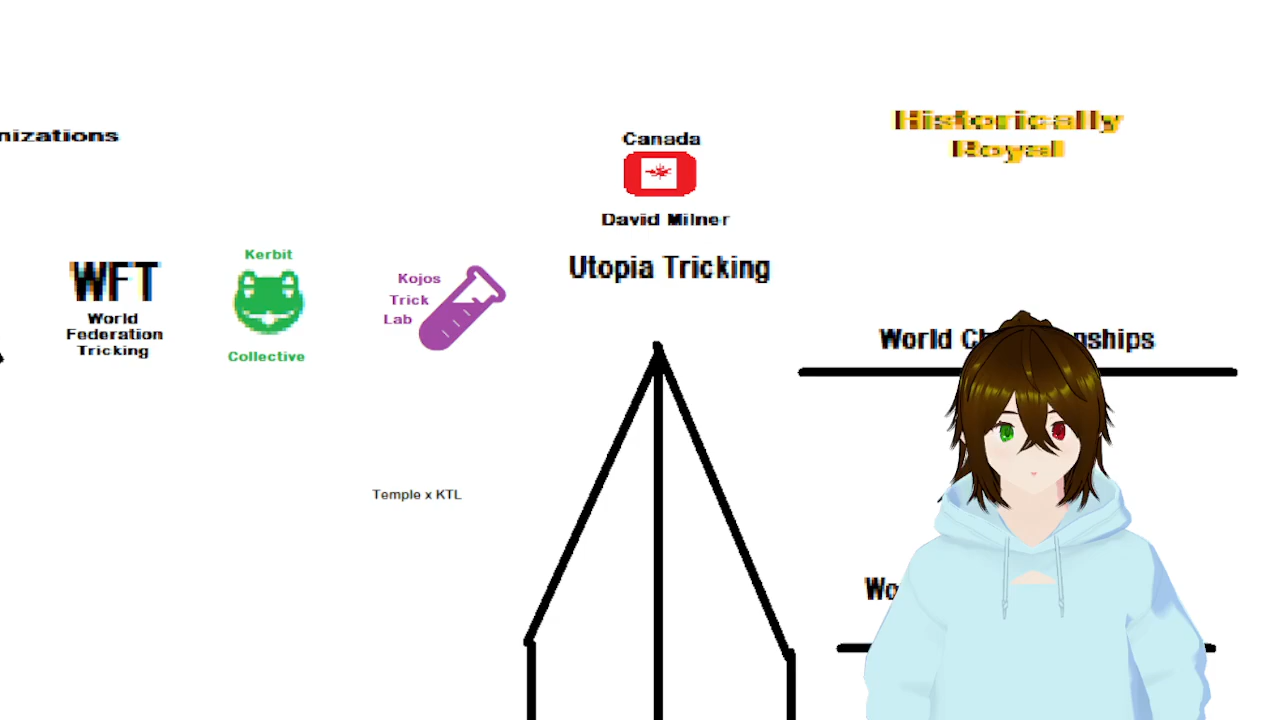 nizations
WFT
World
Federation
Tricking
Kerbit
Collective
Kojos
Trick
Lab
Temple x KTL
Canada
David Milner
Utopia Tricking
Historically
Royal
World Ch nships
Wo